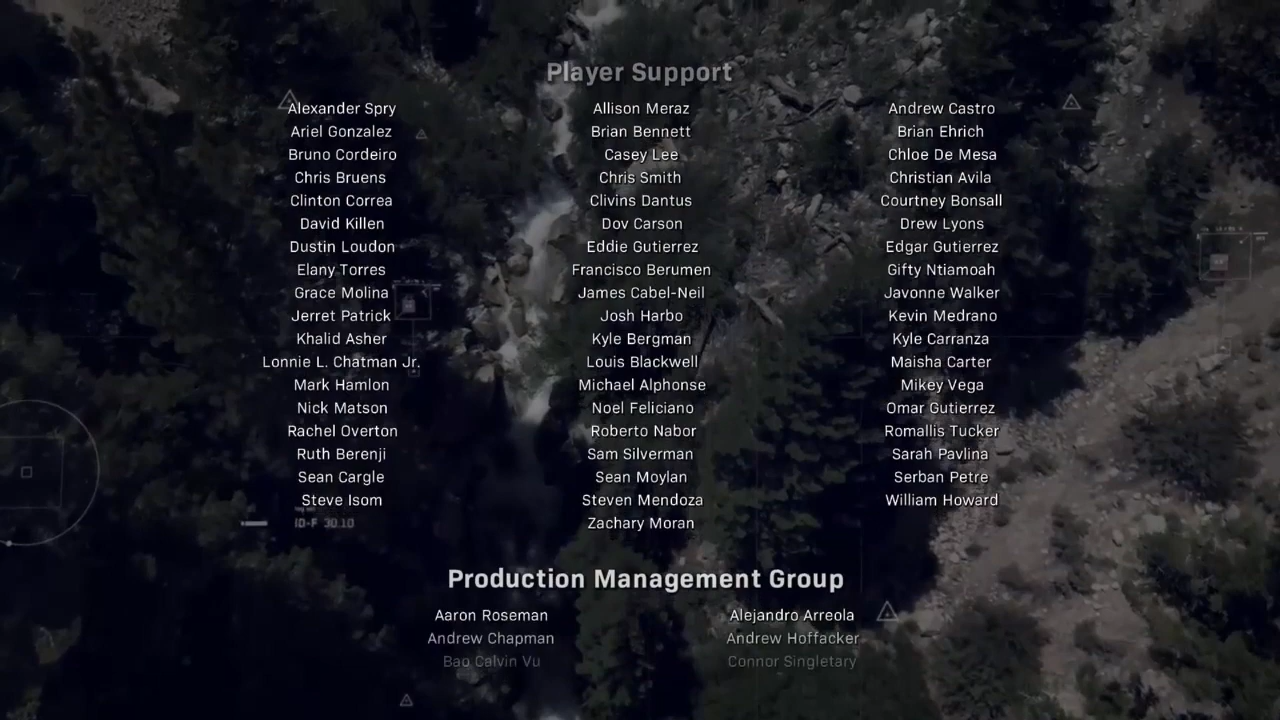 Player Support
Alexander Spry Allison Meraz Andrew Castro
Ariel Gonzalez Brian Bennett Brian Ehrich
Bruno Cordeiro Casey Lee Chloe De Mesa
Chris Bruens Chris Smith Christian Avila
Clinton Correa Clivins Dantus Courtney Bonsall
David Killen Dov Carson Drew Lyons
Dustin Loudon Eddie Gutierrez Edgar Gutierrez
Elany Torres Francisco Berumen Gifty Ntiamoah
Grace Molina James Cabel-Neil Javonne Walker
Jerret Patrick Josh Harbo Kevin Medrano
Khalid Asher Kyle Bergman Kyle Carranza
Lonnie L. Chatman Jr. Louis Blackwell Maisha Carter
Mark Hamlon Michael Alphonse Mikey Vega
Nick Matson Noel Feliciano Omar Gutierrez
Rachel Overton Roberto Nabor Romallis Tucker
Ruth Berenji Sam Silverman Sarah Pavlina
Sean Cargle Sean Moylan Serban Petre
Steve Isom Steven Mendoza William Howard
Zachary Moran
ID-F 30.10
Production Management Group
Aaron Roseman Alejandro Arreola
Andrew Chapman Andrew Hoffacker
Bao Calvin Vu Connor Singletary